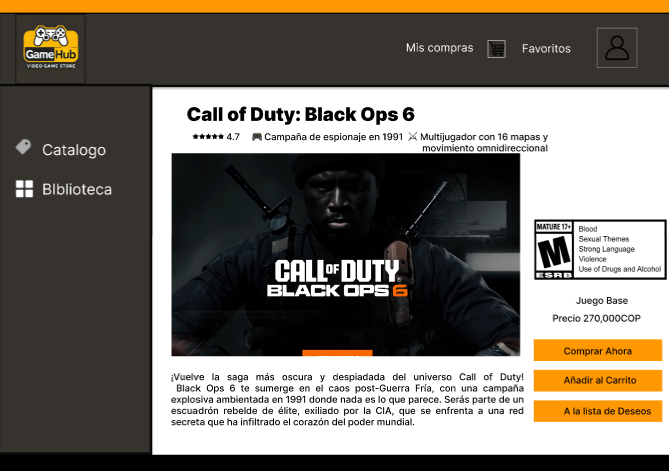 GameHub
VIDEO GAME STORE
Mis compras
Favoritos
Catalogo
BIblioteca
Call of Duty: Black Ops 6
★★★★★ 4.7 🎮 Campaña de espionaje en 1991 ⚔ Multijugador con 16 mapas y
movimiento omnidireccional
CALL OF DUTY
BLACK OPS 6
¡Vuelve la saga más oscura y despiadada del universo Call of Duty!
Black Ops 6 te sumerge en el caos post-Guerra Fría, con una campaña
explosiva ambientada en 1991 donde nada es lo que parece. Serás parte de un
escuadrón rebelde de élite, exiliado por la CIA, que se enfrenta a una red
secreta que ha infiltrado el corazón del poder mundial.
MATURE 17+
M
ESRB
Blood
Sexual Themes
Strong Language
Violence
Use of Drugs and Alcohol
Juego Base
Precio 270,000COP
Comprar Ahora
Añadir al Carrito
A la lista de Deseos